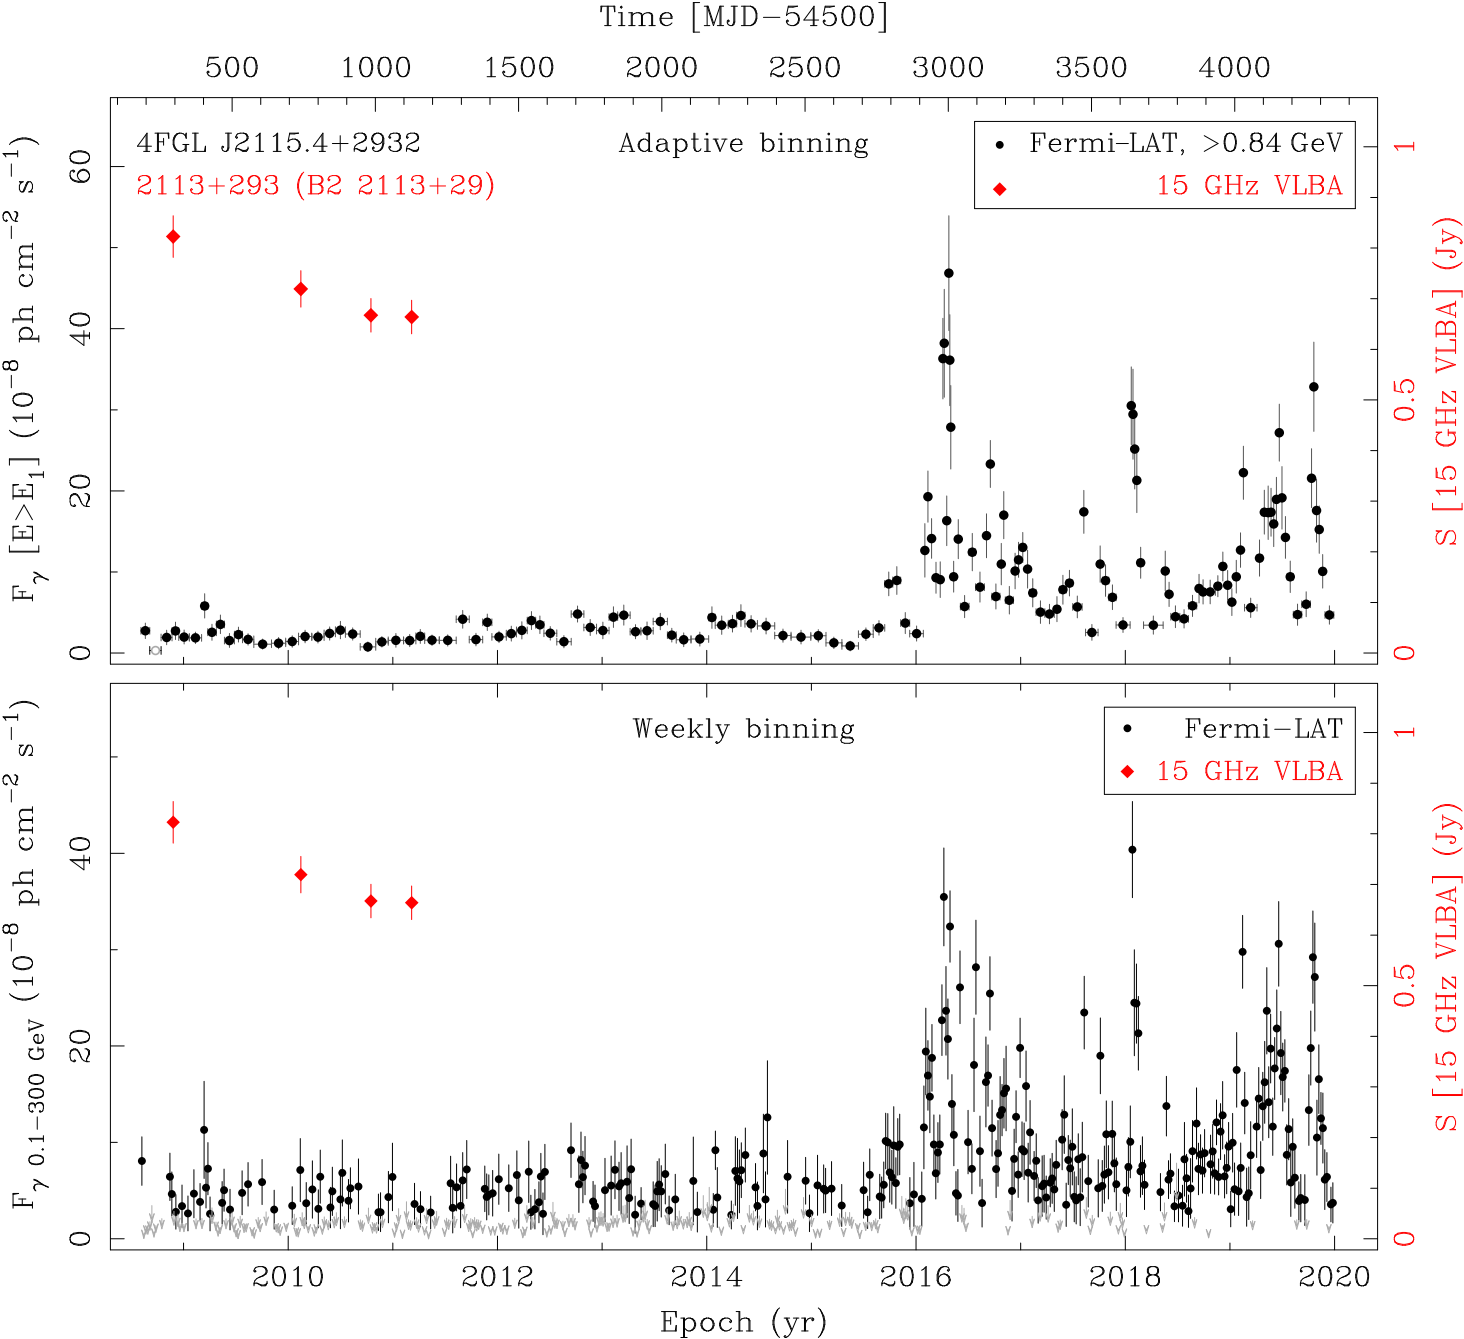 Time [MJD−54500]
500 1000 1500 2000 2500 3000 3500 4000
4FGL J2115.4+2932
2113+293 (B2 2113+29)
Adaptive binning
Fermi−LAT, >0.84 GeV
15 GHz VLBA
F_γ [E>E_1] (10^−8 ph cm^−2 s^−1)
60
40
20
0
S [15 GHz VLBA] (Jy)
1
0.5
0
Weekly binning
Fermi−LAT
15 GHz VLBA
F_γ 0.1−300 GeV (10^−8 ph cm^−2 s^−1)
40
20
0
S [15 GHz VLBA] (Jy)
1
0.5
0
2010 2012 2014 2016 2018 2020
Epoch (yr)